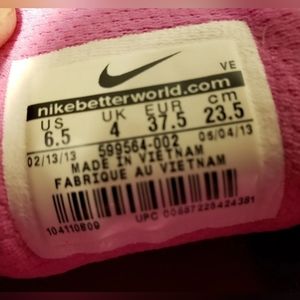 VE
nikebetterworld.com
US UK EUR cm
6.5 4 37.5 23.5
02/13/13 599564-002 05/04/13
MADE IN VIETNAM
FABRIQUE AU VIETNAM
104110809 UPC 00887228424381